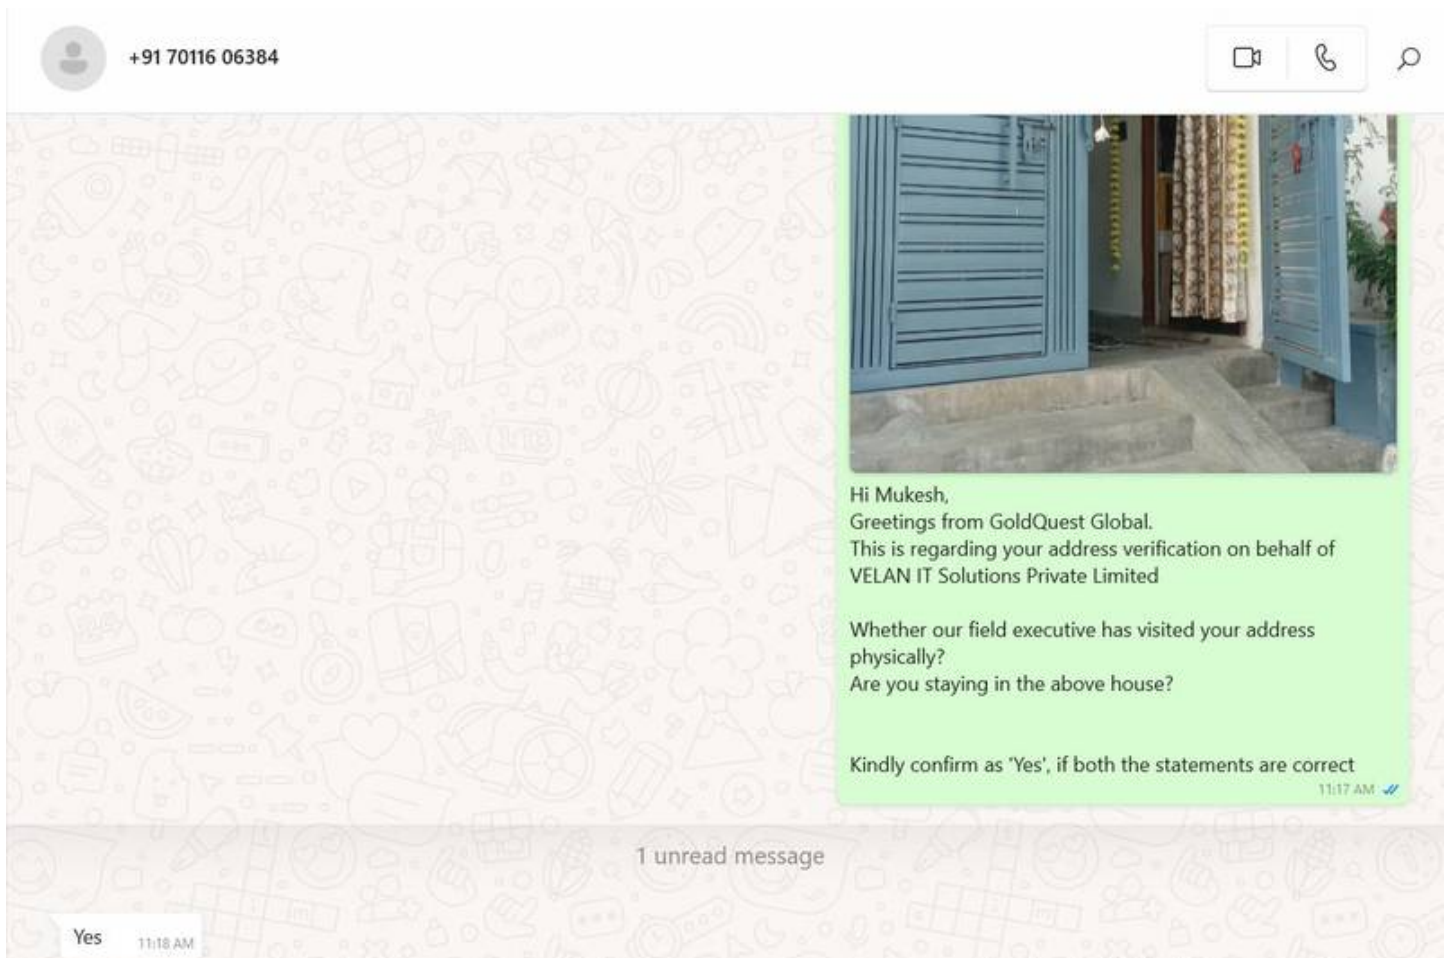 +91 70116 06384
Hi Mukesh,
Greetings from GoldQuest Global.
This is regarding your address verification on behalf of
VELAN IT Solutions Private Limited
Whether our field executive has visited your address
physically?
Are you staying in the above house?
Kindly confirm as 'Yes', if both the statements are correct
11:17 AM
1 unread message
Yes
11:18 AM